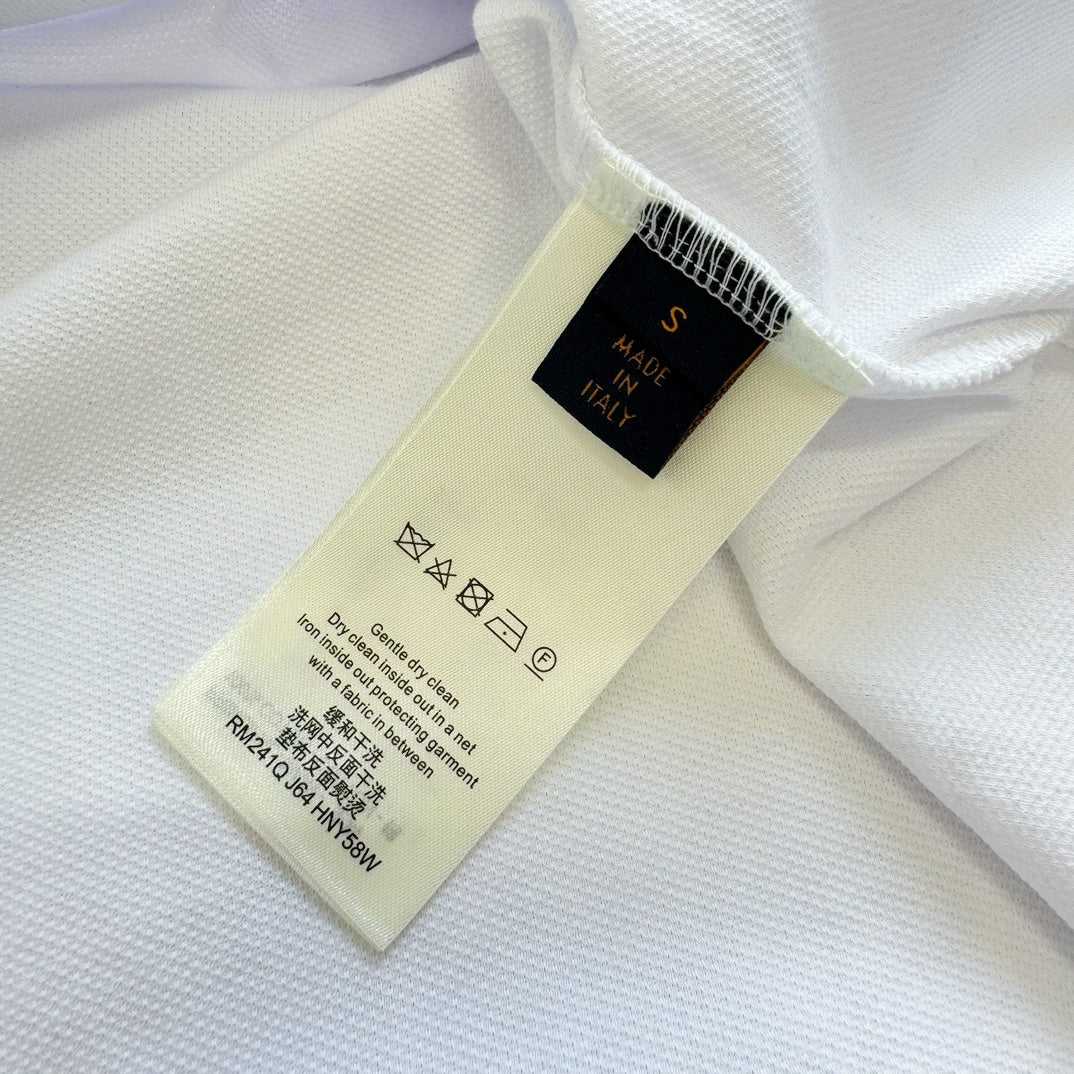 S
MADE
IN
ITALY
F
Gentle dry clean
Dry clean inside out in a net
Iron inside out protecting garment
with a fabric in between
缓和干洗
洗网中反面干洗
垫布反面熨烫
RM241Q J64 HNY58W